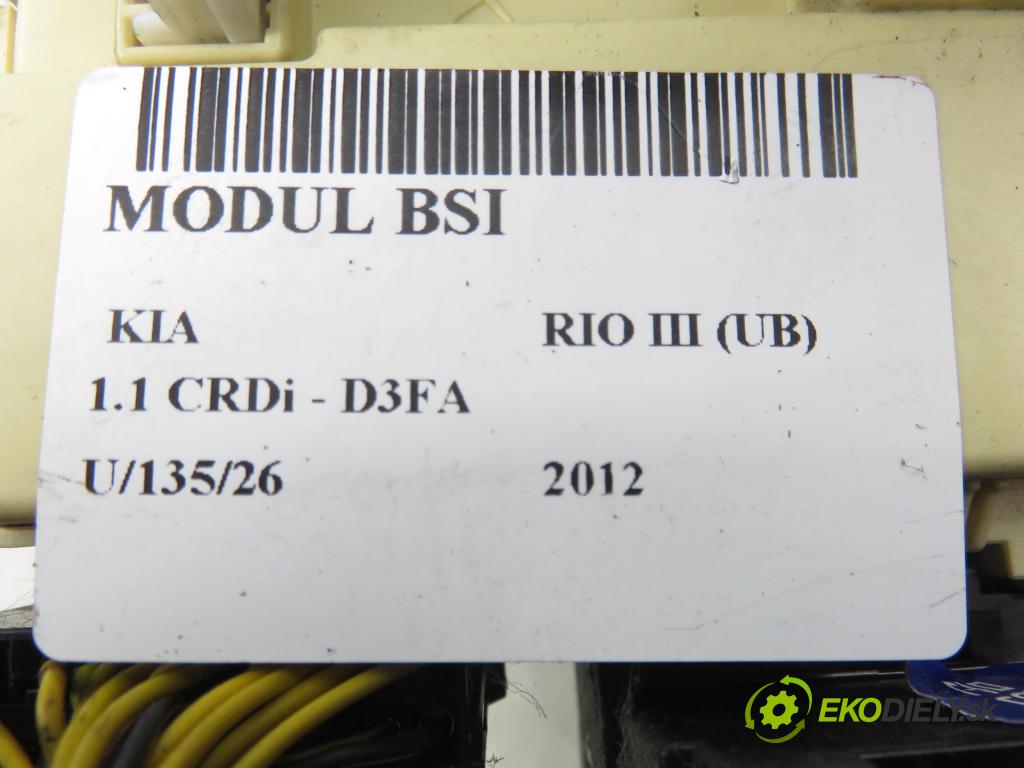 MODUL BSI
KIA RIO III (UB)
1.1 CRDi - D3FA
U/135/26 2012
EKODIELY.sk